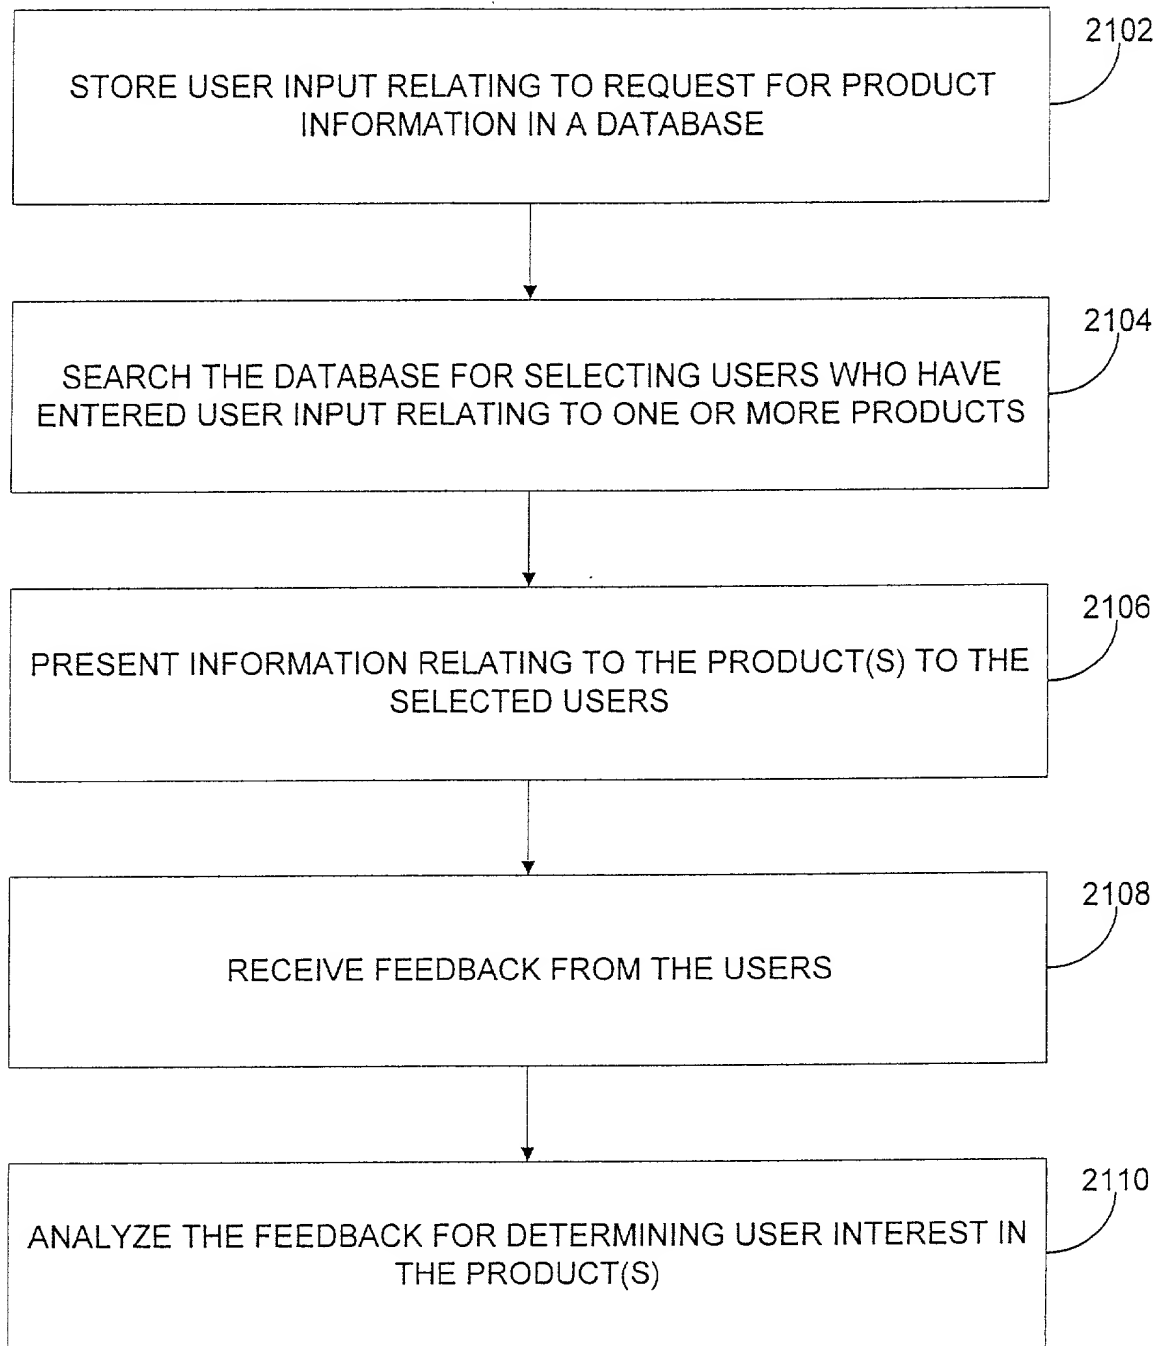 2102
STORE USER INPUT RELATING TO REQUEST FOR PRODUCT
INFORMATION IN A DATABASE
2104
SEARCH THE DATABASE FOR SELECTING USERS WHO HAVE
ENTERED USER INPUT RELATING TO ONE OR MORE PRODUCTS
2106
PRESENT INFORMATION RELATING TO THE PRODUCT(S) TO THE
SELECTED USERS
2108
RECEIVE FEEDBACK FROM THE USERS
2110
ANALYZE THE FEEDBACK FOR DETERMINING USER INTEREST IN
THE PRODUCT(S)